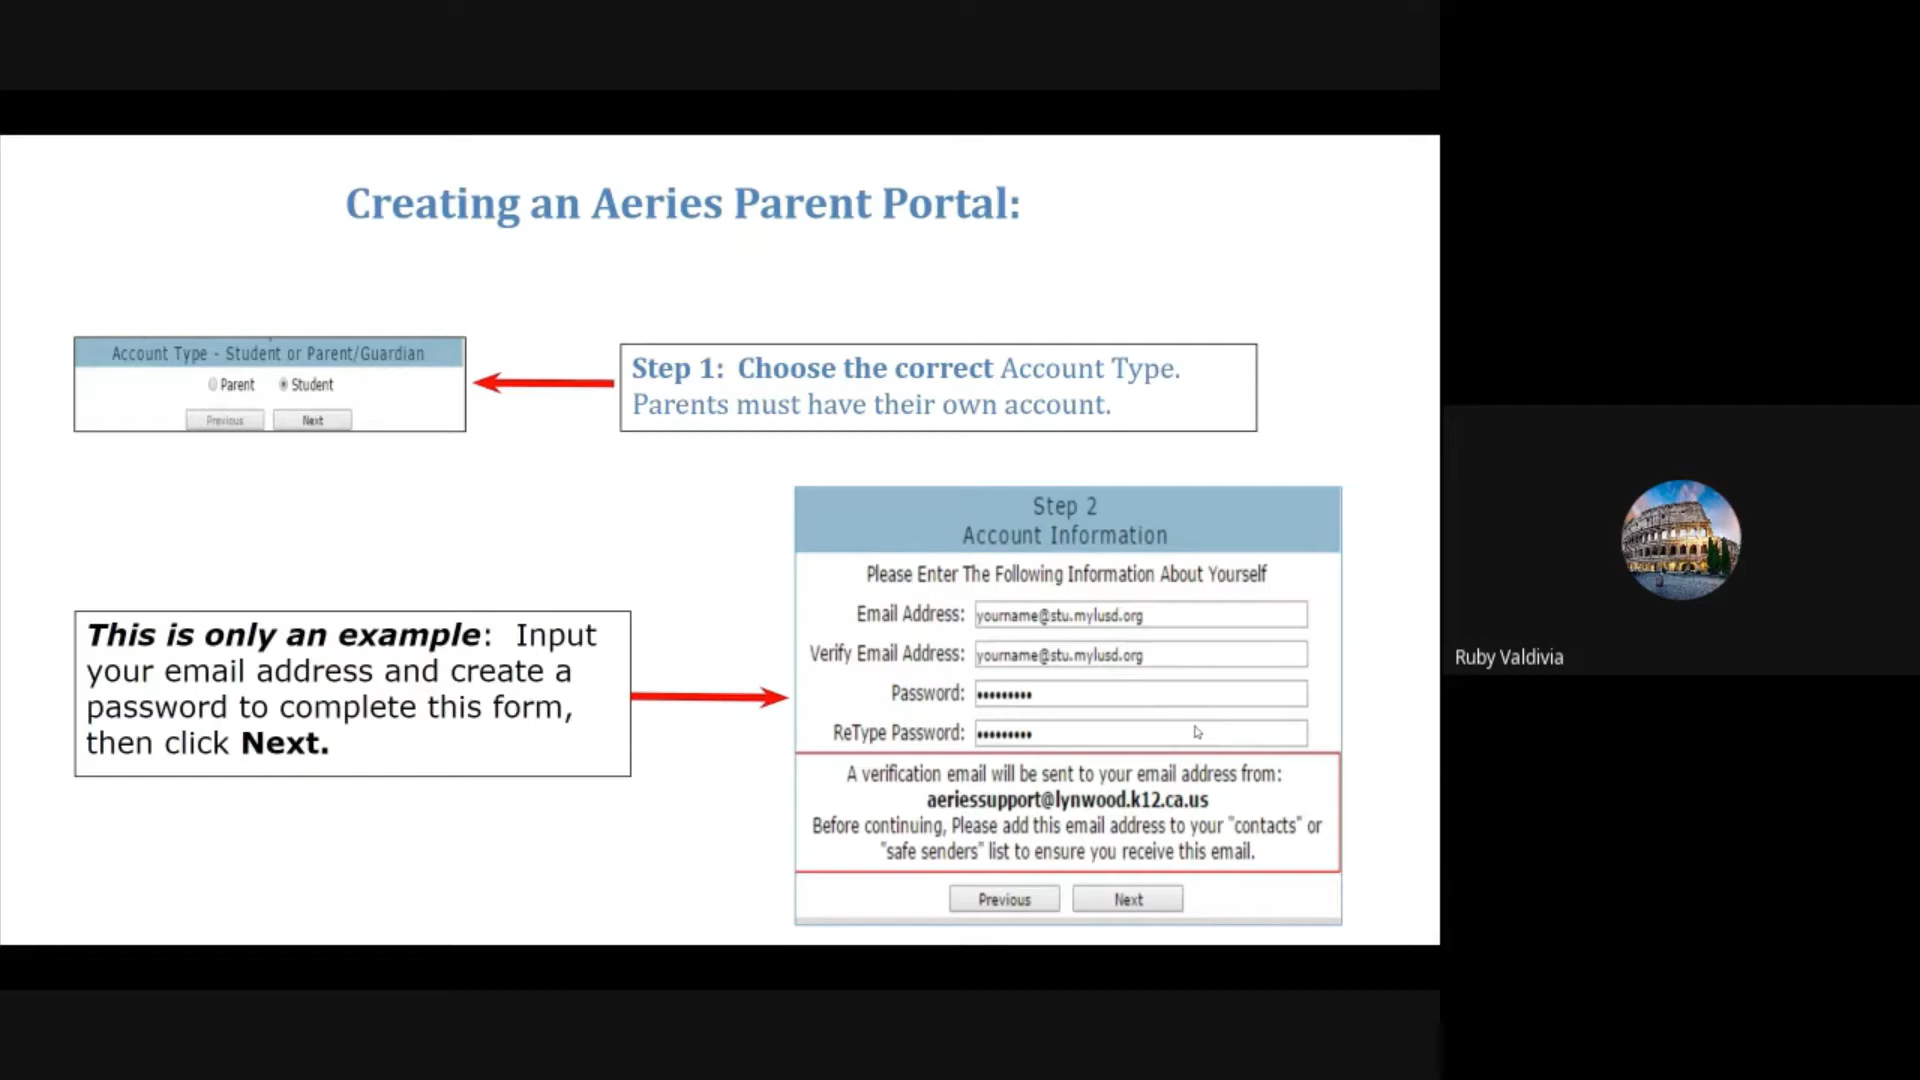 Creating an Aeries Parent Portal:
Account Type - Student or Parent/Guardian
Parent Student
Previous Next
Step 1: Choose the correct Account Type.
Parents must have their own account.
Step 2
Account Information
Please Enter The Following Information About Yourself
Email Address: yourname@stu.mylusd.org
Verify Email Address: yourname@stu.mylusd.org
Password: •••••••••
ReType Password: •••••••••
A verification email will be sent to your email address from:
aeriessupport@lynwood.k12.ca.us
Before continuing, Please add this email address to your "contacts" or
"safe senders" list to ensure you receive this email.
Previous Next
This is only an example: Input
your email address and create a
password to complete this form,
then click Next.
Ruby Valdivia